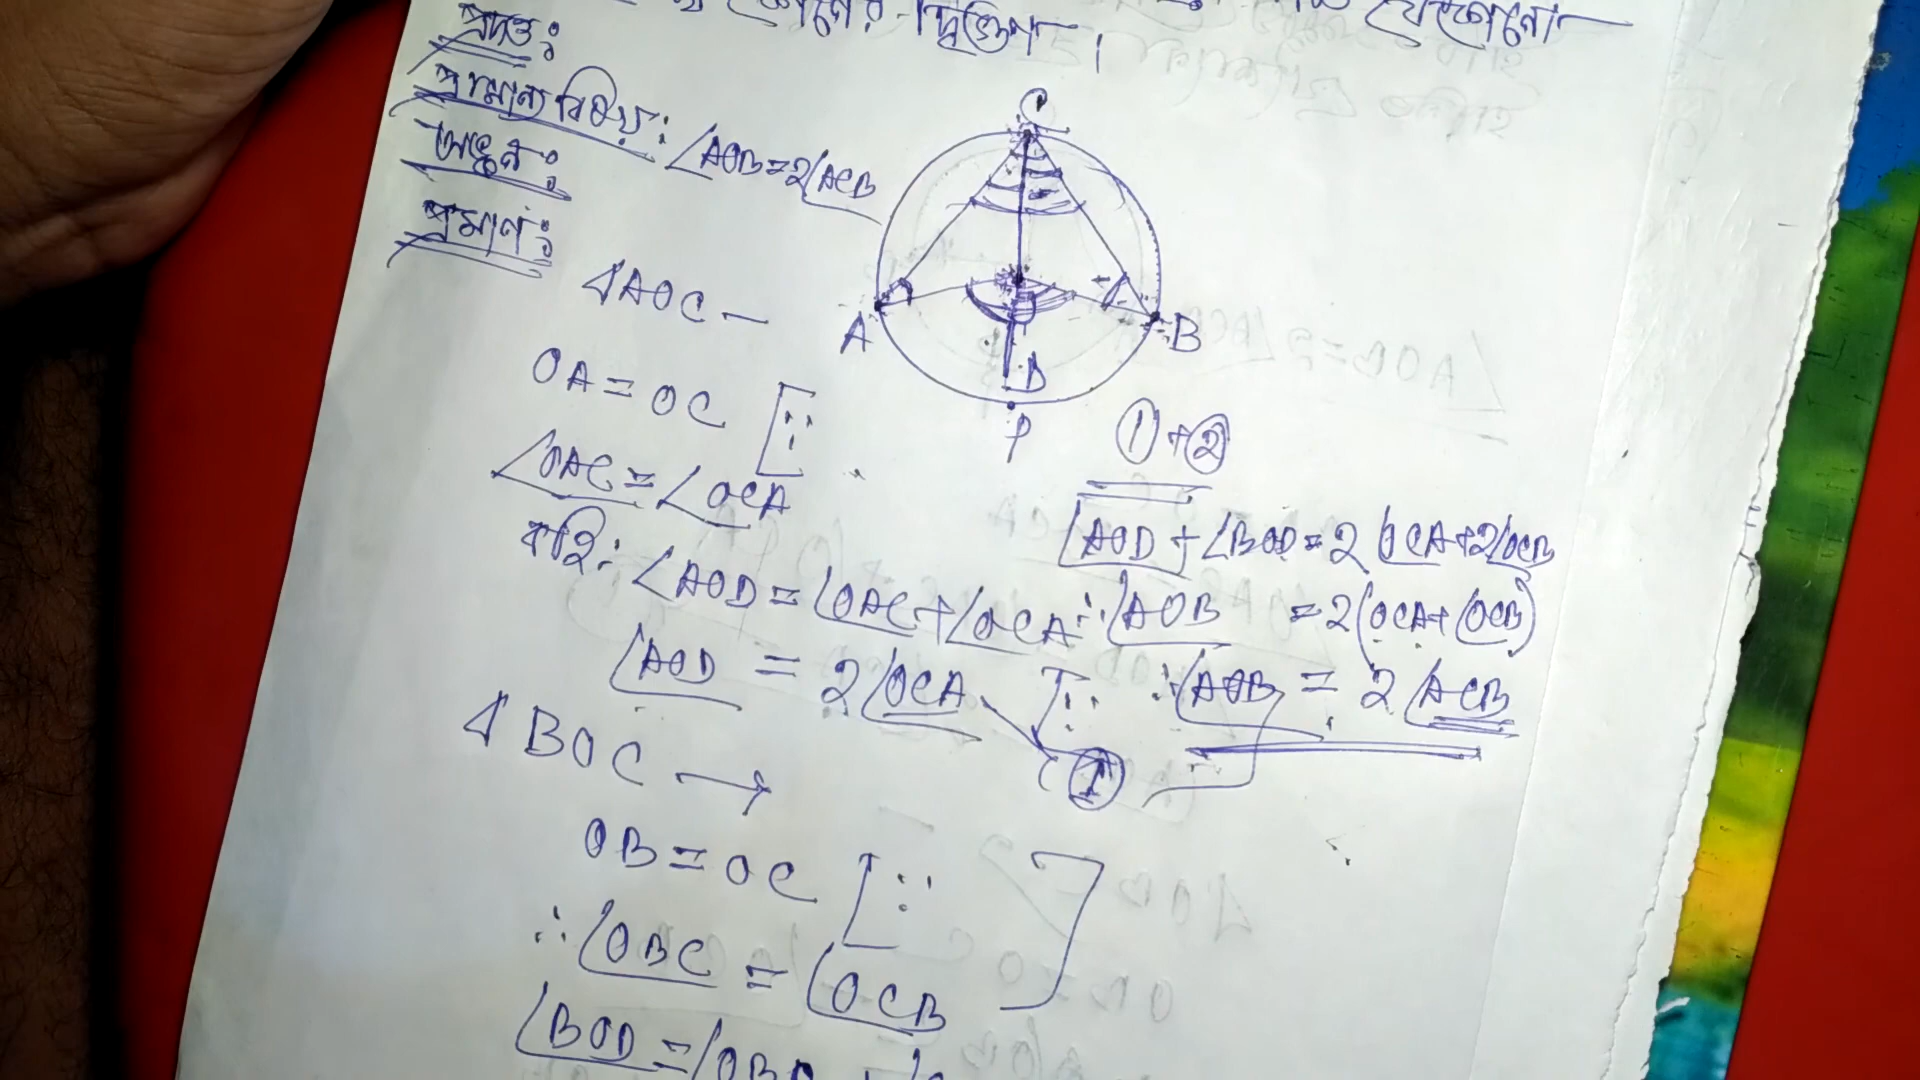 দ্বিগুণ ।
প্রদত্ত:
প্রামান্য বিষয়: ∠AOB=2∠ACB
অঙ্কন:
প্রমাণ:
C
A
B
D
P
△AOC —
OA = OC [∵
∠OAC = ∠OCA
বহিঃ ∠AOD = ∠OAC + ∠OCA
∠AOD = 2∠OCA [∵ ①
△BOC →
OB = OC [∵ ]
∴ ∠OBC = ∠OCB
∠BOD = ∠OBC +
① + ②
∠AOD + ∠BOD = 2∠OCA+2∠OCB
∴ ∠AOB = 2(OCA+∠OCB)
∴ ∠AOB = 2∠ACB